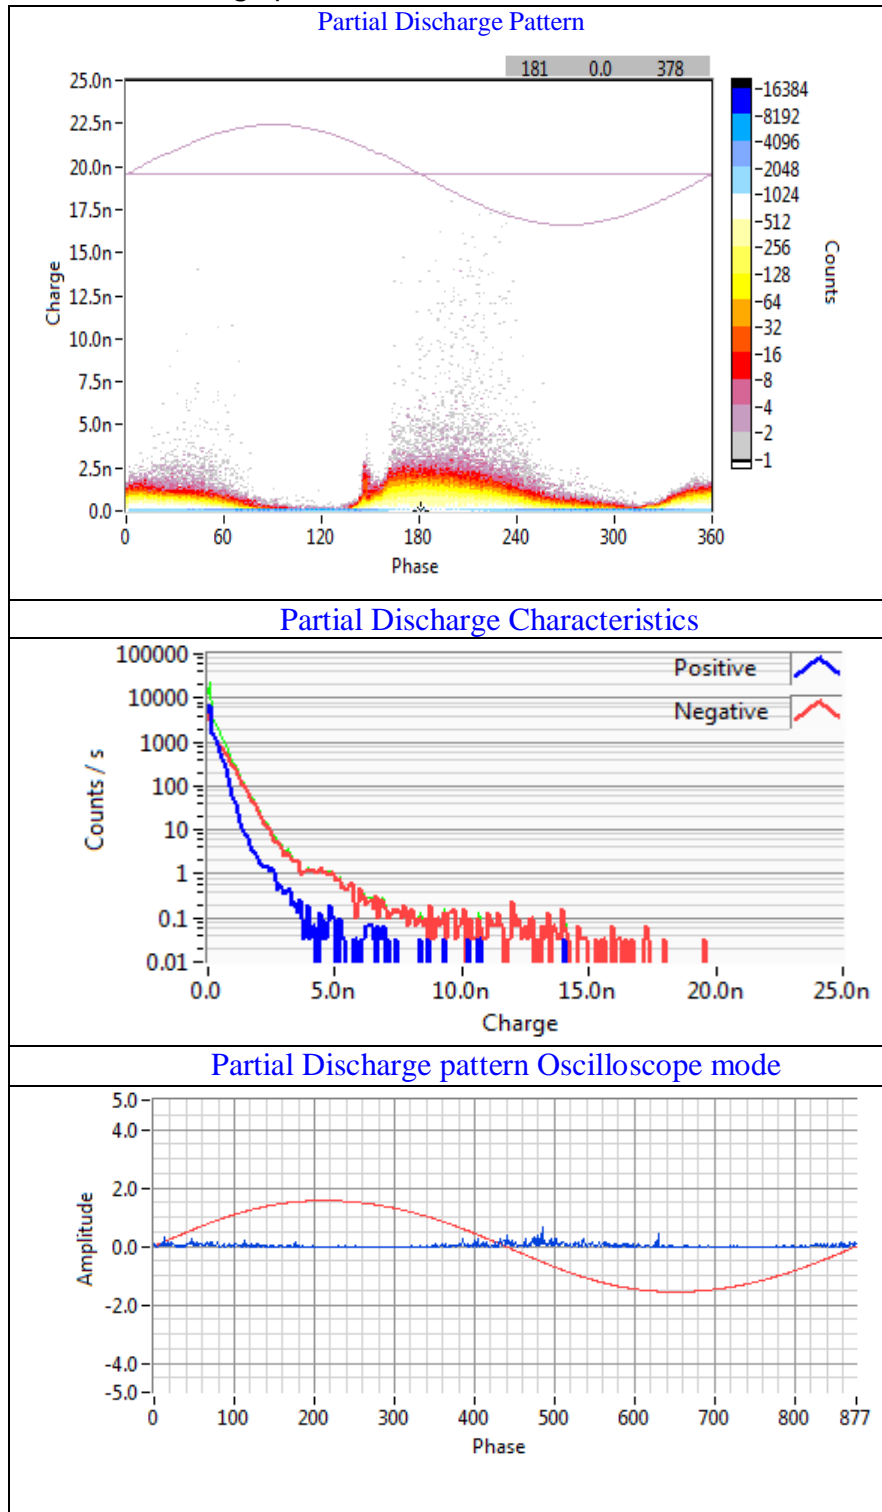 Partial Discharge Pattern
181 0.0 378
25.0n
22.5n
20.0n
17.5n
15.0n
12.5n
10.0n
7.5n
5.0n
2.5n
0.0
Charge
0 60 120 180 240 300 360
Phase
16384
8192
4096
2048
1024
512
256
128
64
32
16
8
4
2
1
Counts
Partial Discharge Characteristics
100000
10000
1000
100
10
1
0.1
0.01
Counts / s
Positive
Negative
0.0 5.0n 10.0n 15.0n 20.0n 25.0n
Charge
Partial Discharge pattern Oscilloscope mode
5.0
4.0
2.0
0.0
-2.0
-4.0
-5.0
Amplitude
0 100 200 300 400 500 600 700 800 877
Phase